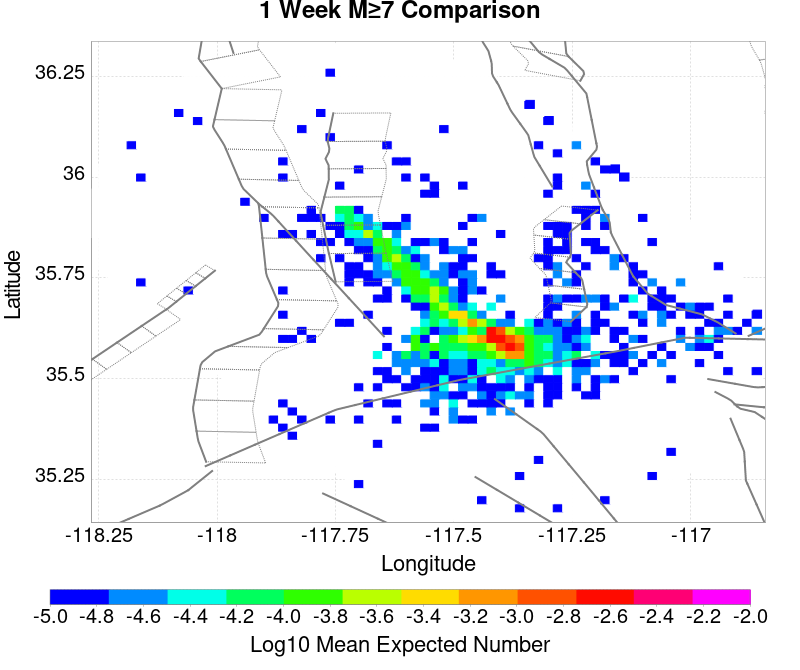 1 Week M≥7 Comparison
36.25
36
35.75
35.5
35.25
Latitude
-118.25 -118 -117.75 -117.5 -117.25 -117
Longitude
-5.0 -4.8 -4.6 -4.4 -4.2 -4.0 -3.8 -3.6 -3.4 -3.2 -3.0 -2.8 -2.6 -2.4 -2.2 -2.0
Log10 Mean Expected Number